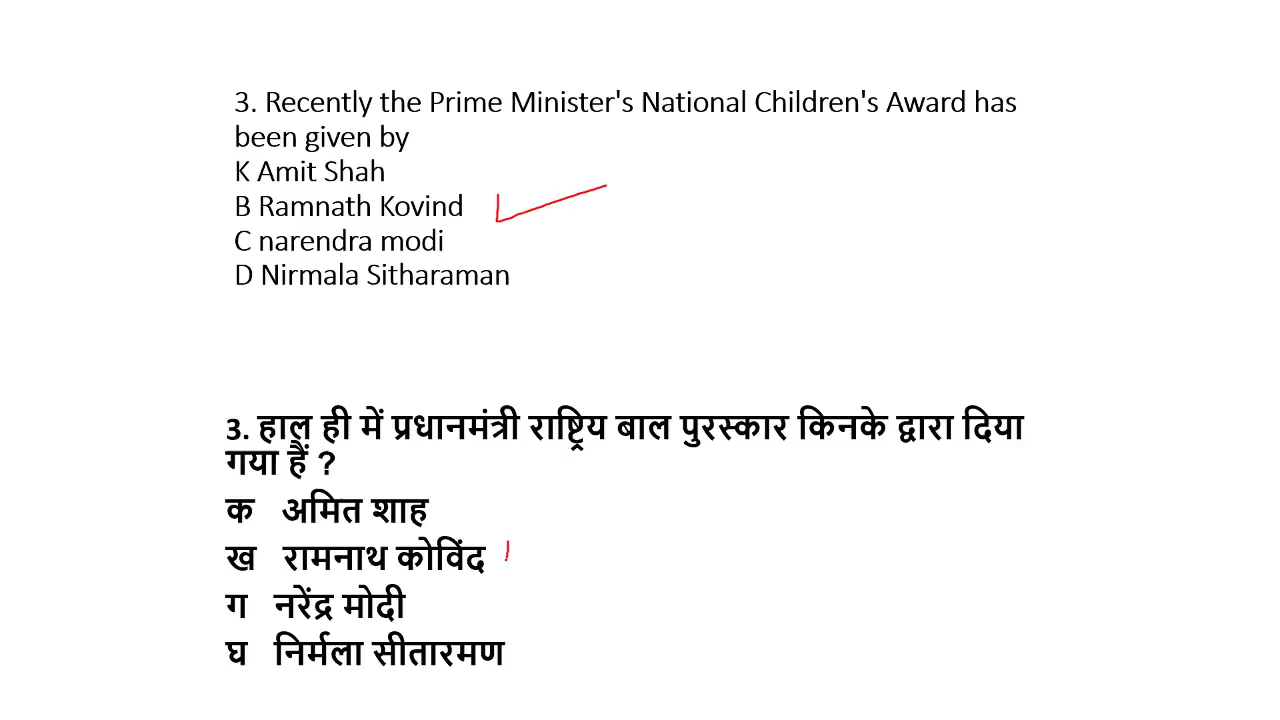 3. Recently the Prime Minister's National Children's Award has
been given by
K Amit Shah
B Ramnath Kovind
C narendra modi
D Nirmala Sitharaman
3. हाल ही में प्रधानमंत्री राष्ट्रिय बाल पुरस्कार किनके द्वारा दिया
गया हैं ?
क अमित शाह
ख रामनाथ कोविंद
ग नरेंद्र मोदी
घ निर्मला सीतारमण